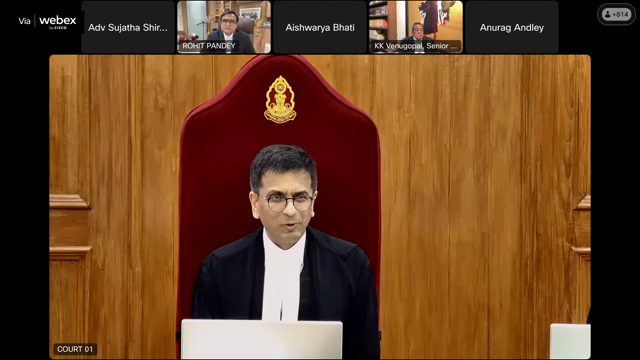 Via webex
by CISCO
Adv Sujatha Shir...
ROHIT PANDEY
Aishwarya Bhati
KK Venugopal, Senior ...
Anurag Andley
+814
COURT 01